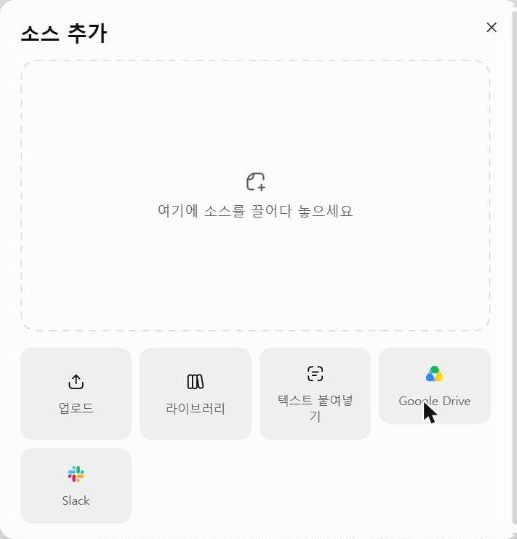 소스 추가
여기에 소스를 끌어다 놓으세요
업로드
라이브러리
텍스트 붙여넣
기
Google Drive
Slack